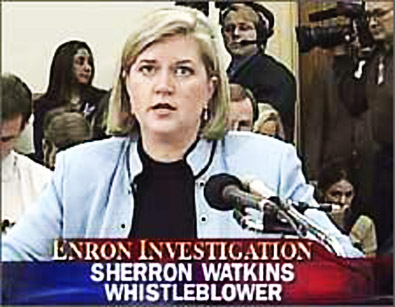 ENRON INVESTIGATION
SHERRON WATKINS
WHISTLEBLOWER